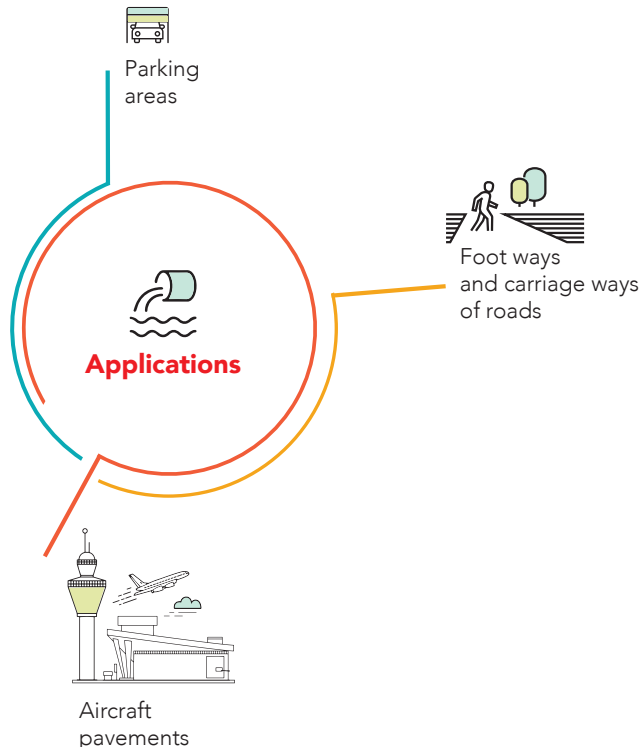 Parking
areas
Foot ways
and carriage ways
of roads
Applications
Aircraft
pavements